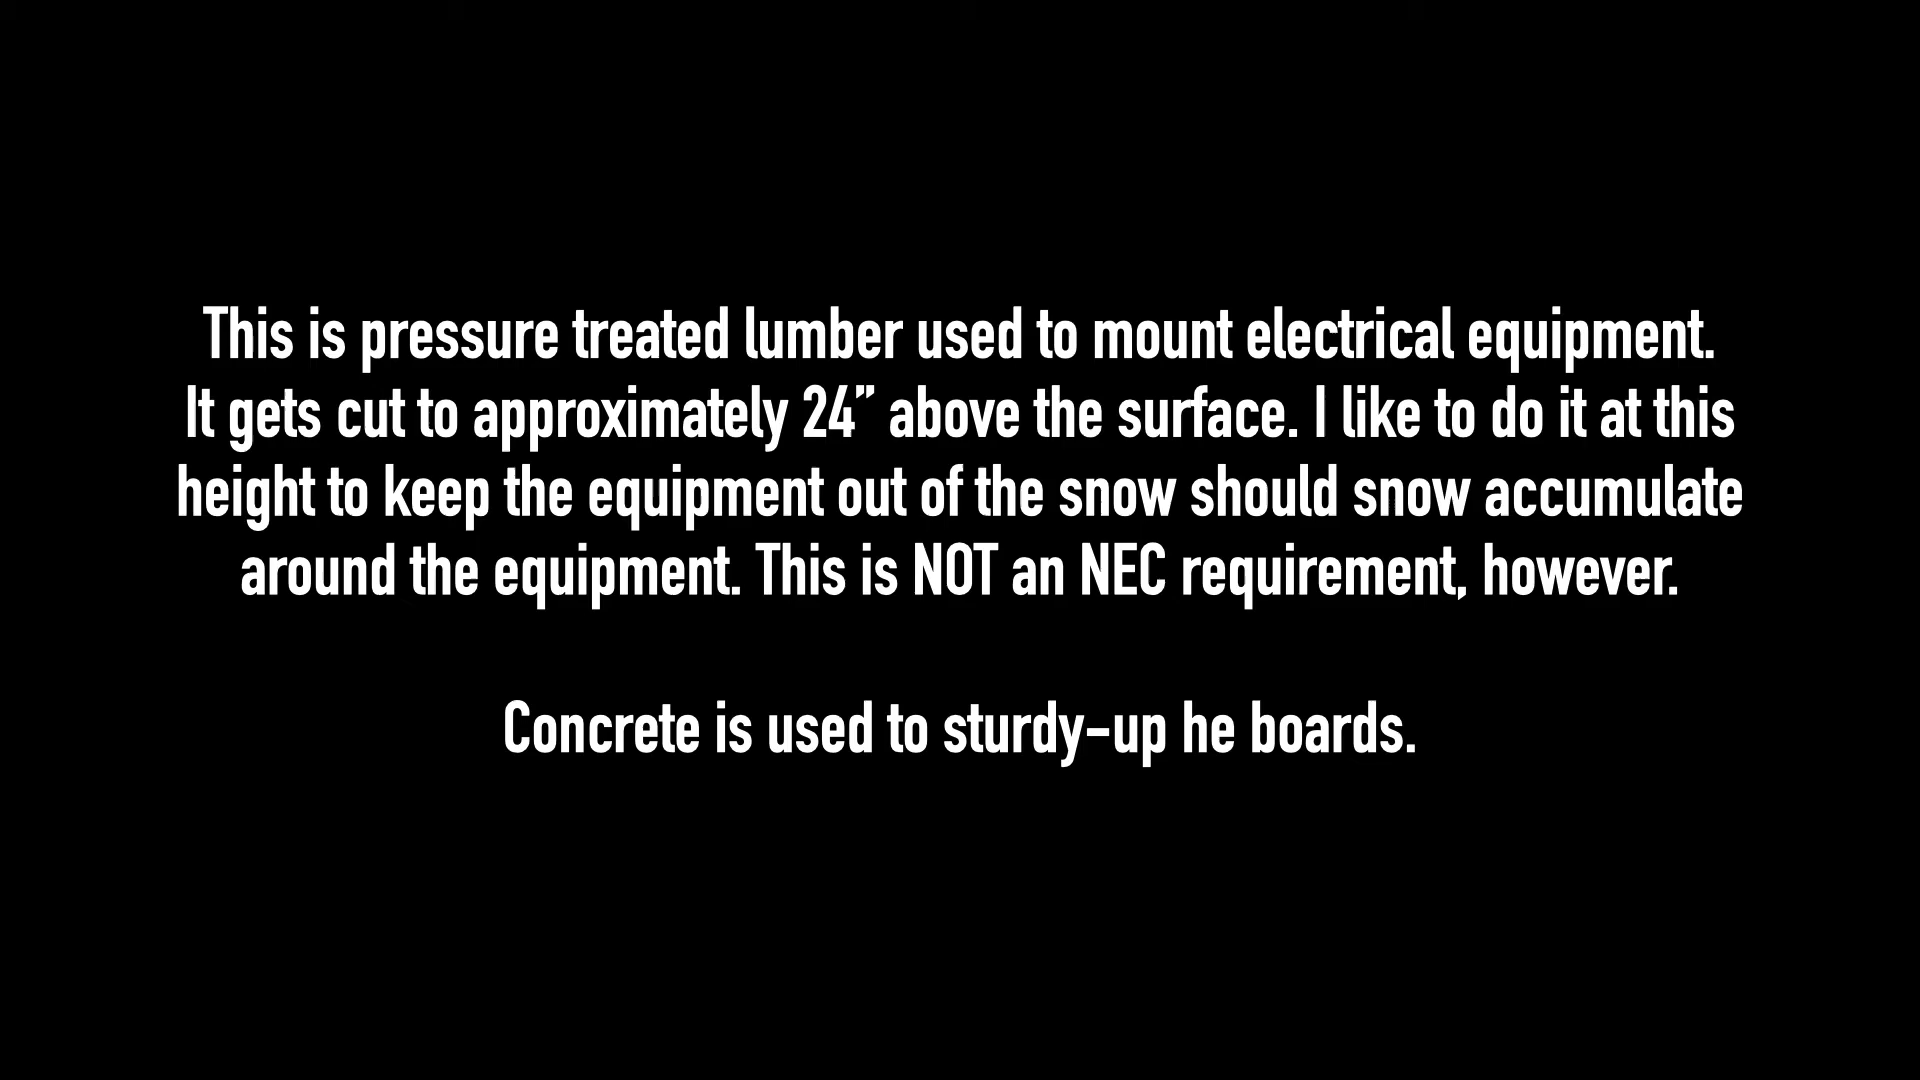 This is pressure treated lumber used to mount electrical equipment.
It gets cut to approximately 24” above the surface. I like to do it at this
height to keep the equipment out of the snow should snow accumulate
around the equipment. This is NOT an NEC requirement, however.
Concrete is used to sturdy-up he boards.